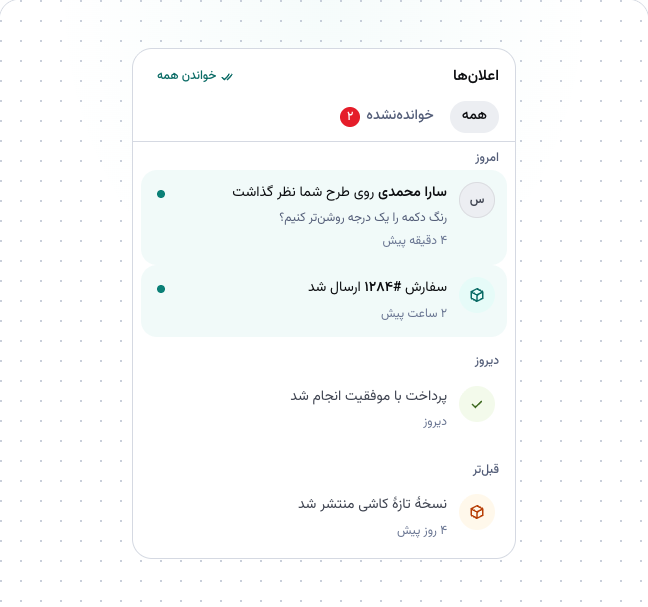 اعلان‌ها
خواندن همه
همه
خوانده‌نشده ۲
امروز
س
سارا محمدی روی طرح شما نظر گذاشت
رنگ دکمه را یک درجه روشن‌تر کنیم؟
۴ دقیقه پیش
سفارش #۱۲۸۴ ارسال شد
۲ ساعت پیش
دیروز
پرداخت با موفقیت انجام شد
دیروز
قبل‌تر
نسخهٔ تازهٔ کاشی منتشر شد
۴ روز پیش